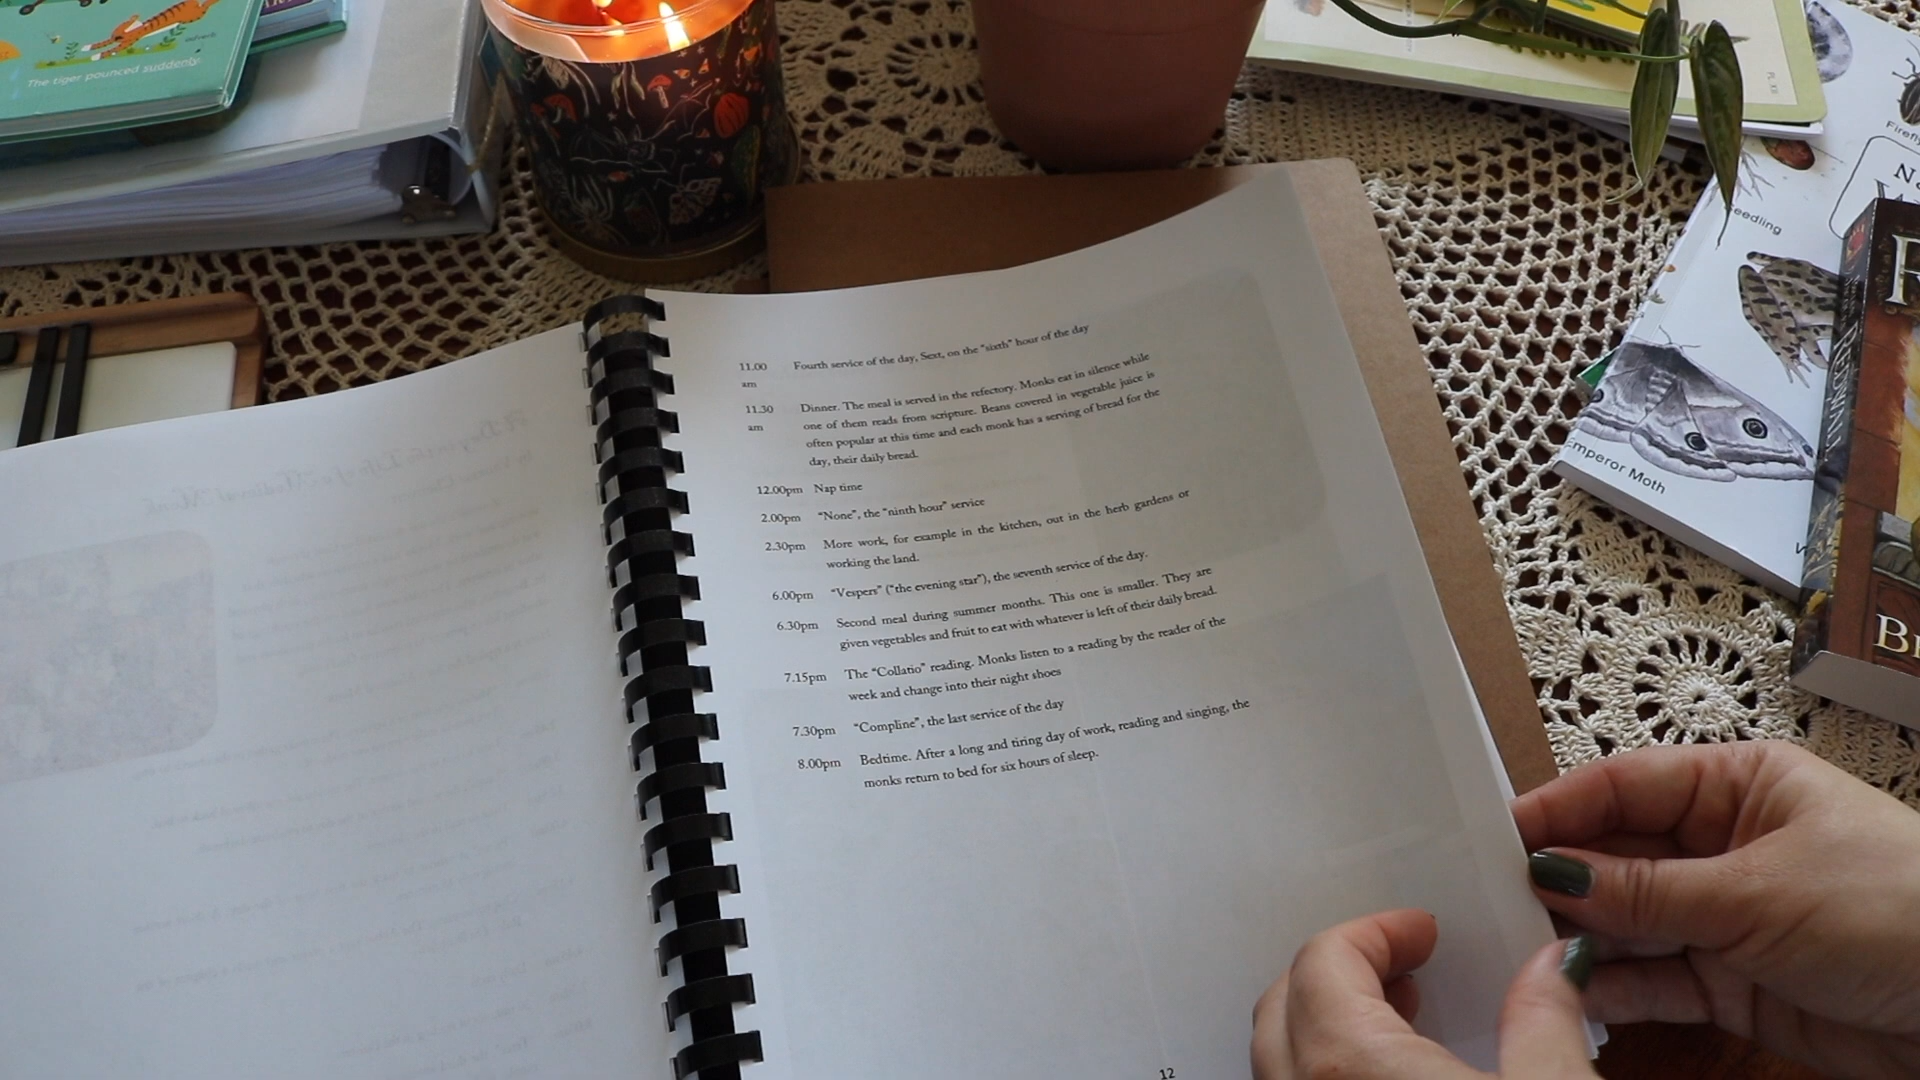 The tiger pounced suddenly.
adverb
11.00 am Fourth service of the day, Sext, on the "sixth" hour of the day
11.30 am Dinner. The meal is served in the refectory. Monks eat in silence while
one of them reads from scripture. Beans covered in vegetable juice is
often popular at this time and each monk has a serving of bread for the
day, their daily bread.
12.00pm Nap time
2.00pm "None", the "ninth hour" service
2.30pm More work, for example in the kitchen, out in the herb gardens or
working the land.
6.00pm "Vespers" ("the evening star"), the seventh service of the day.
6.30pm Second meal during summer months. This one is smaller. They are
given vegetables and fruit to eat with whatever is left of their daily bread.
7.15pm The "Collatio" reading. Monks listen to a reading by the reader of the
week and change into their night shoes
7.30pm "Compline", the last service of the day
8.00pm Bedtime. After a long and tiring day of work, reading and singing, the
monks return to bed for six hours of sleep.
12
Emperor Moth
REDWALL